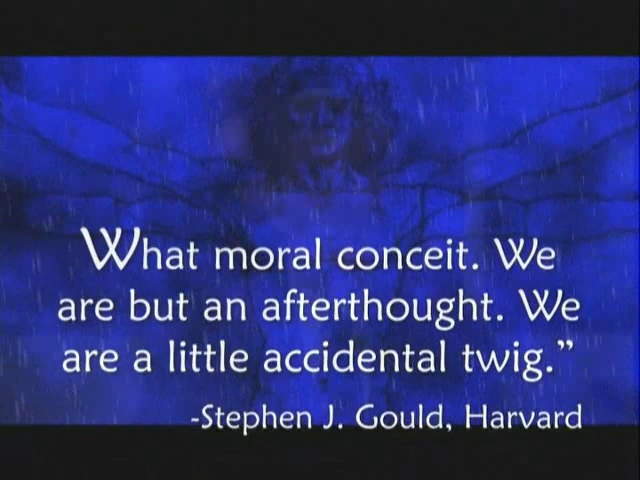 What moral conceit. We
are but an afterthought. We
are a little accidental twig.”
-Stephen J. Gould, Harvard